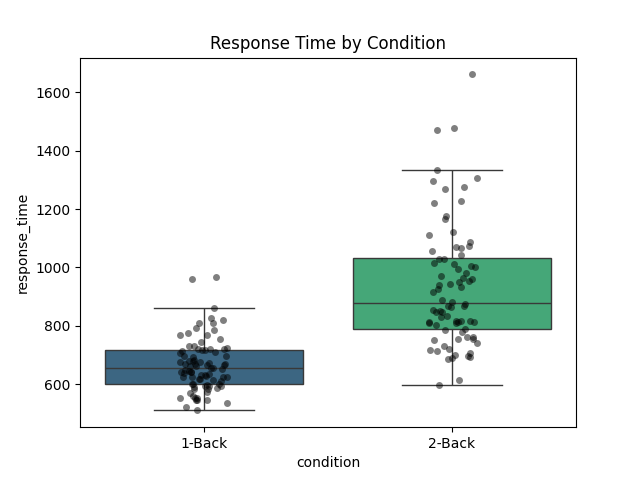 Response Time by Condition
response_time
1600
1400
1200
1000
800
600
1-Back
2-Back
condition